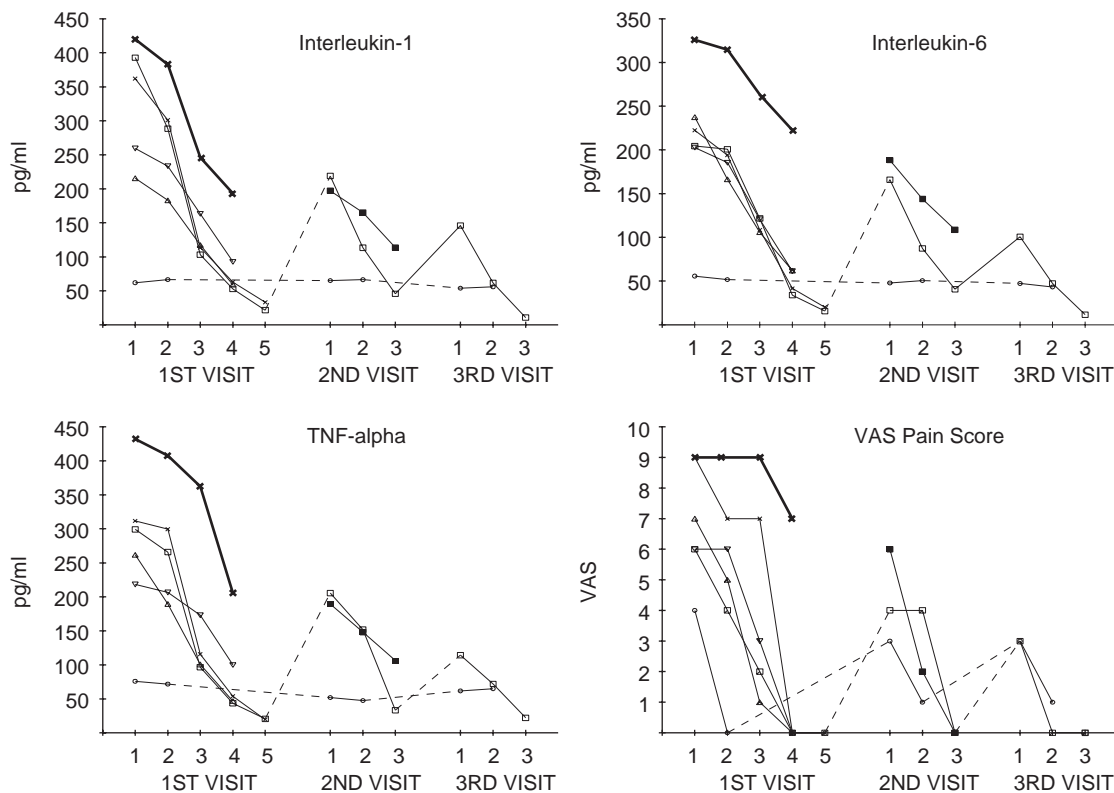 Interleukin-1
pg/ml
450
400
350
300
250
200
150
100
50
1 2 3 4 5 1 2 3 1 2 3
1ST VISIT 2ND VISIT 3RD VISIT
Interleukin-6
pg/ml
350
300
250
200
150
100
50
1 2 3 4 5 1 2 3 1 2 3
1ST VISIT 2ND VISIT 3RD VISIT
TNF-alpha
pg/ml
450
400
350
300
250
200
150
100
50
1 2 3 4 5 1 2 3 1 2 3
1ST VISIT 2ND VISIT 3RD VISIT
VAS Pain Score
VAS
10
9
8
7
6
5
4
3
2
1
1 2 3 4 5 1 2 3 1 2 3
1ST VISIT 2ND VISIT 3RD VISIT